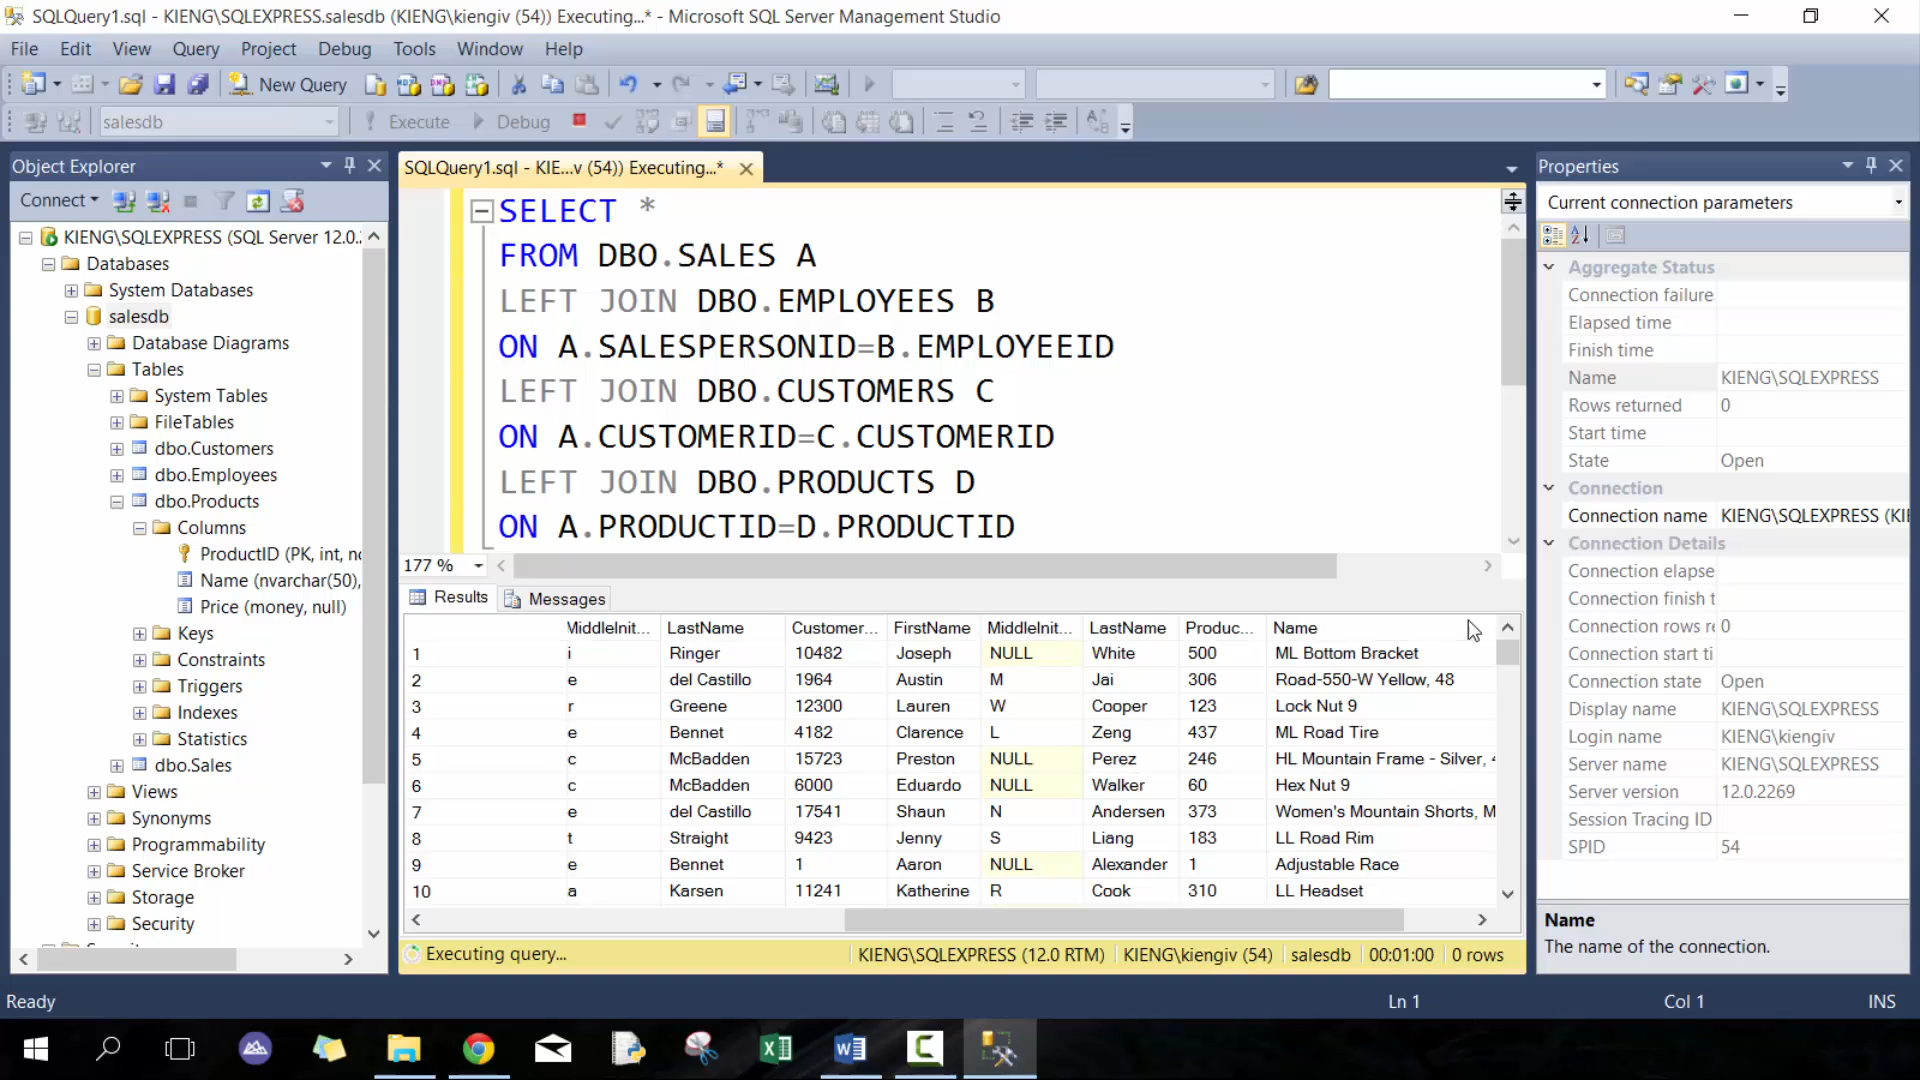 SQLQuery1.sql - KIENG\SQLEXPRESS.salesdb (KIENG\kiengiv (54)) Executing...* - Microsoft SQL Server Management Studio
File Edit View Query Project Debug Tools Window Help
New Query
salesdb Execute Debug
Object Explorer
Connect
KIENG\SQLEXPRESS (SQL Server 12.0.
Databases
System Databases
salesdb
Database Diagrams
Tables
System Tables
FileTables
dbo.Customers
dbo.Employees
dbo.Products
Columns
ProductID (PK, int, no
Name (nvarchar(50),
Price (money, null)
Keys
Constraints
Triggers
Indexes
Statistics
dbo.Sales
Views
Synonyms
Programmability
Service Broker
Storage
Security
SQLQuery1.sql - KIE...v (54)) Executing...*
SELECT *
FROM DBO.SALES A
LEFT JOIN DBO.EMPLOYEES B
ON A.SALESPERSONID=B.EMPLOYEEID
LEFT JOIN DBO.CUSTOMERS C
ON A.CUSTOMERID=C.CUSTOMERID
LEFT JOIN DBO.PRODUCTS D
ON A.PRODUCTID=D.PRODUCTID
177 %
Results Messages
MiddleInit... LastName Customer... FirstName MiddleInit... LastName Produc... Name
1 i Ringer 10482 Joseph NULL White 500 ML Bottom Bracket
2 e del Castillo 1964 Austin M Jai 306 Road-550-W Yellow, 48
3 r Greene 12300 Lauren W Cooper 123 Lock Nut 9
4 e Bennet 4182 Clarence L Zeng 437 ML Road Tire
5 c McBadden 15723 Preston NULL Perez 246 HL Mountain Frame - Silver, 4
6 c McBadden 6000 Eduardo NULL Walker 60 Hex Nut 9
7 e del Castillo 17541 Shaun N Andersen 373 Women's Mountain Shorts, M
8 t Straight 9423 Jenny S Liang 183 LL Road Rim
9 e Bennet 1 Aaron NULL Alexander 1 Adjustable Race
10 a Karsen 11241 Katherine R Cook 310 LL Headset
Executing query... KIENG\SQLEXPRESS (12.0 RTM) KIENG\kiengiv (54) salesdb 00:01:00 0 rows
Properties
Current connection parameters
Aggregate Status
Connection failure
Elapsed time
Finish time
Name KIENG\SQLEXPRESS
Rows returned 0
Start time
State Open
Connection
Connection name KIENG\SQLEXPRESS (KI
Connection Details
Connection elapse
Connection finish t
Connection rows re 0
Connection start ti
Connection state Open
Display name KIENG\SQLEXPRESS
Login name KIENG\kiengiv
Server name KIENG\SQLEXPRESS
Server version 12.0.2269
Session Tracing ID
SPID 54
Name
The name of the connection.
Ready Ln 1 Col 1 INS